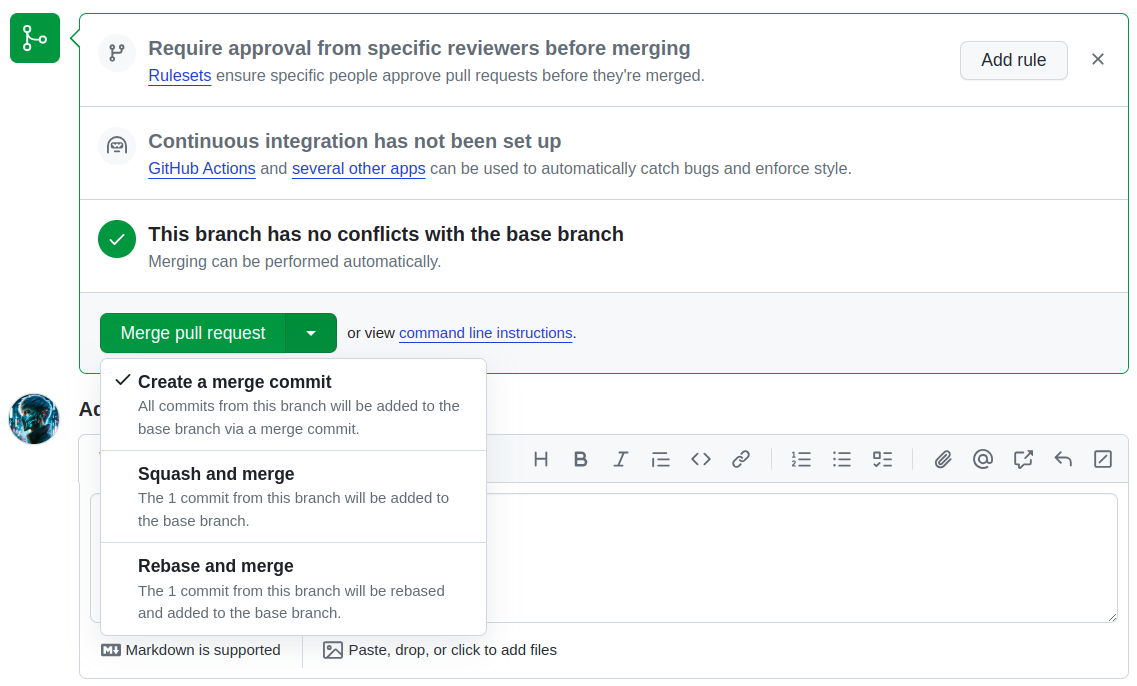 Require approval from specific reviewers before merging
Rulesets ensure specific people approve pull requests before they're merged.
Add rule
Continuous integration has not been set up
GitHub Actions and several other apps can be used to automatically catch bugs and enforce style.
This branch has no conflicts with the base branch
Merging can be performed automatically.
Merge pull request
or view command line instructions.
Create a merge commit
All commits from this branch will be added to the
base branch via a merge commit.
Squash and merge
The 1 commit from this branch will be added to
the base branch.
Rebase and merge
The 1 commit from this branch will be rebased
and added to the base branch.
Markdown is supported
Paste, drop, or click to add files